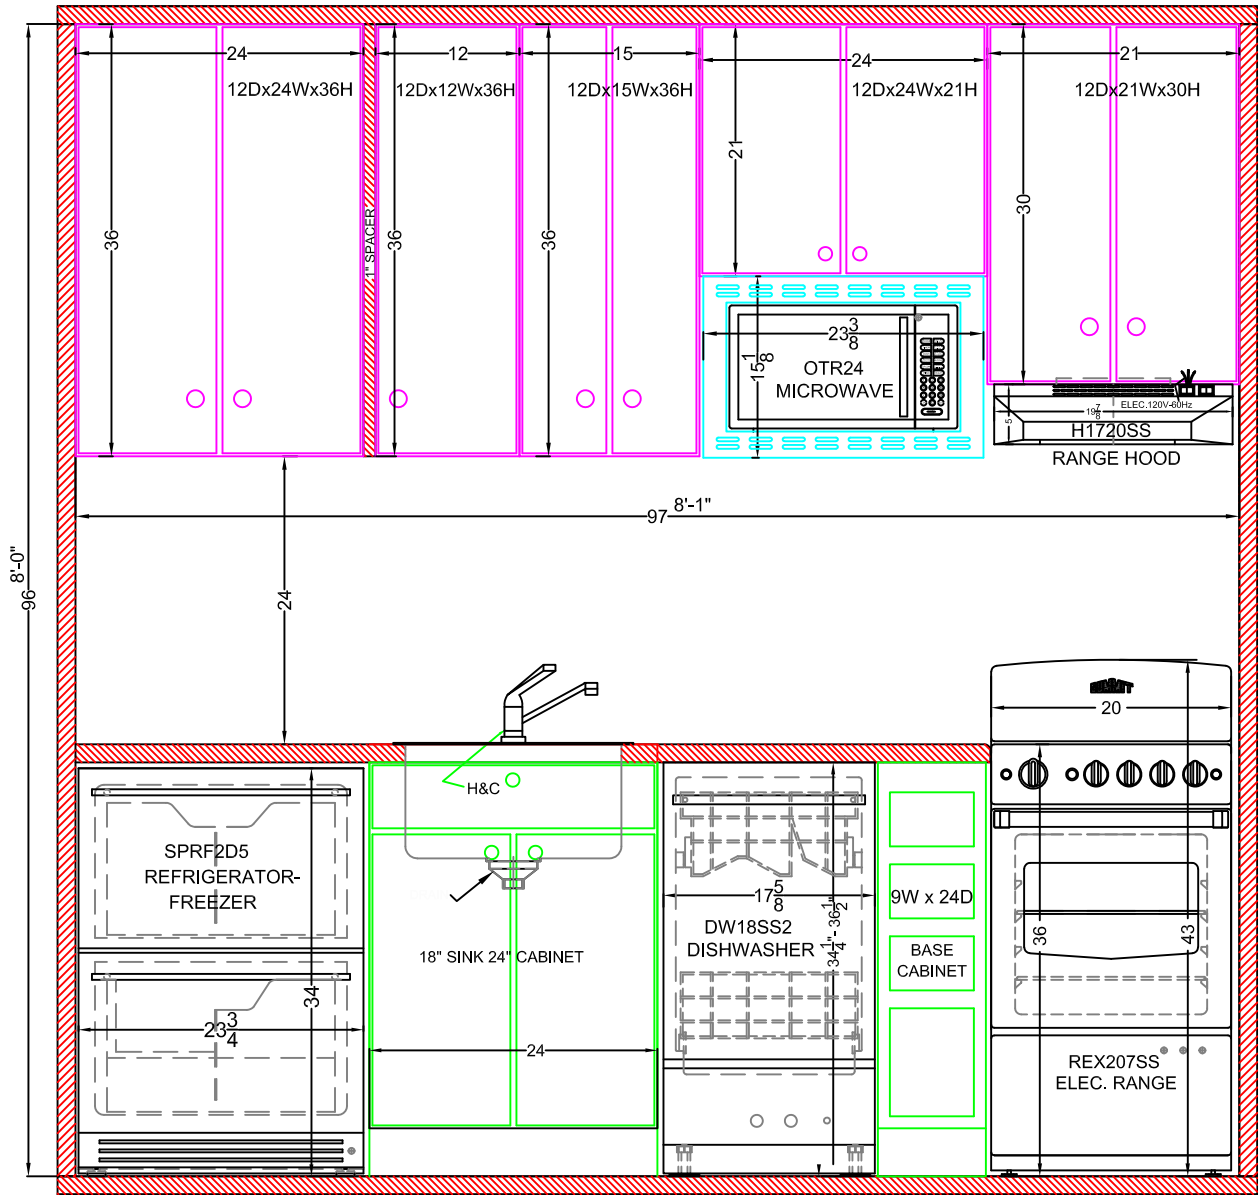 24
12
15
24
21
12Dx24Wx36H
12Dx12Wx36H
12Dx15Wx36H
12Dx24Wx21H
12Dx21Wx30H
36
1" SPACER
36
36
21
30
23 3/8
15 1/8
OTR24
MICROWAVE
ELEC.120V-60Hz
19 7/8
5
H1720SS
RANGE HOOD
97 8'-1"
96 8'-0"
24
H&C
SPRF2D5
REFRIGERATOR-
FREEZER
34
23 3/4
18" SINK 24" CABINET
24
17 5/8
DW18SS2
DISHWASHER
34 1/4" - 36 1/2"
9W x 24D
BASE
CABINET
SUMMIT
20
36
43
REX207SS
ELEC. RANGE